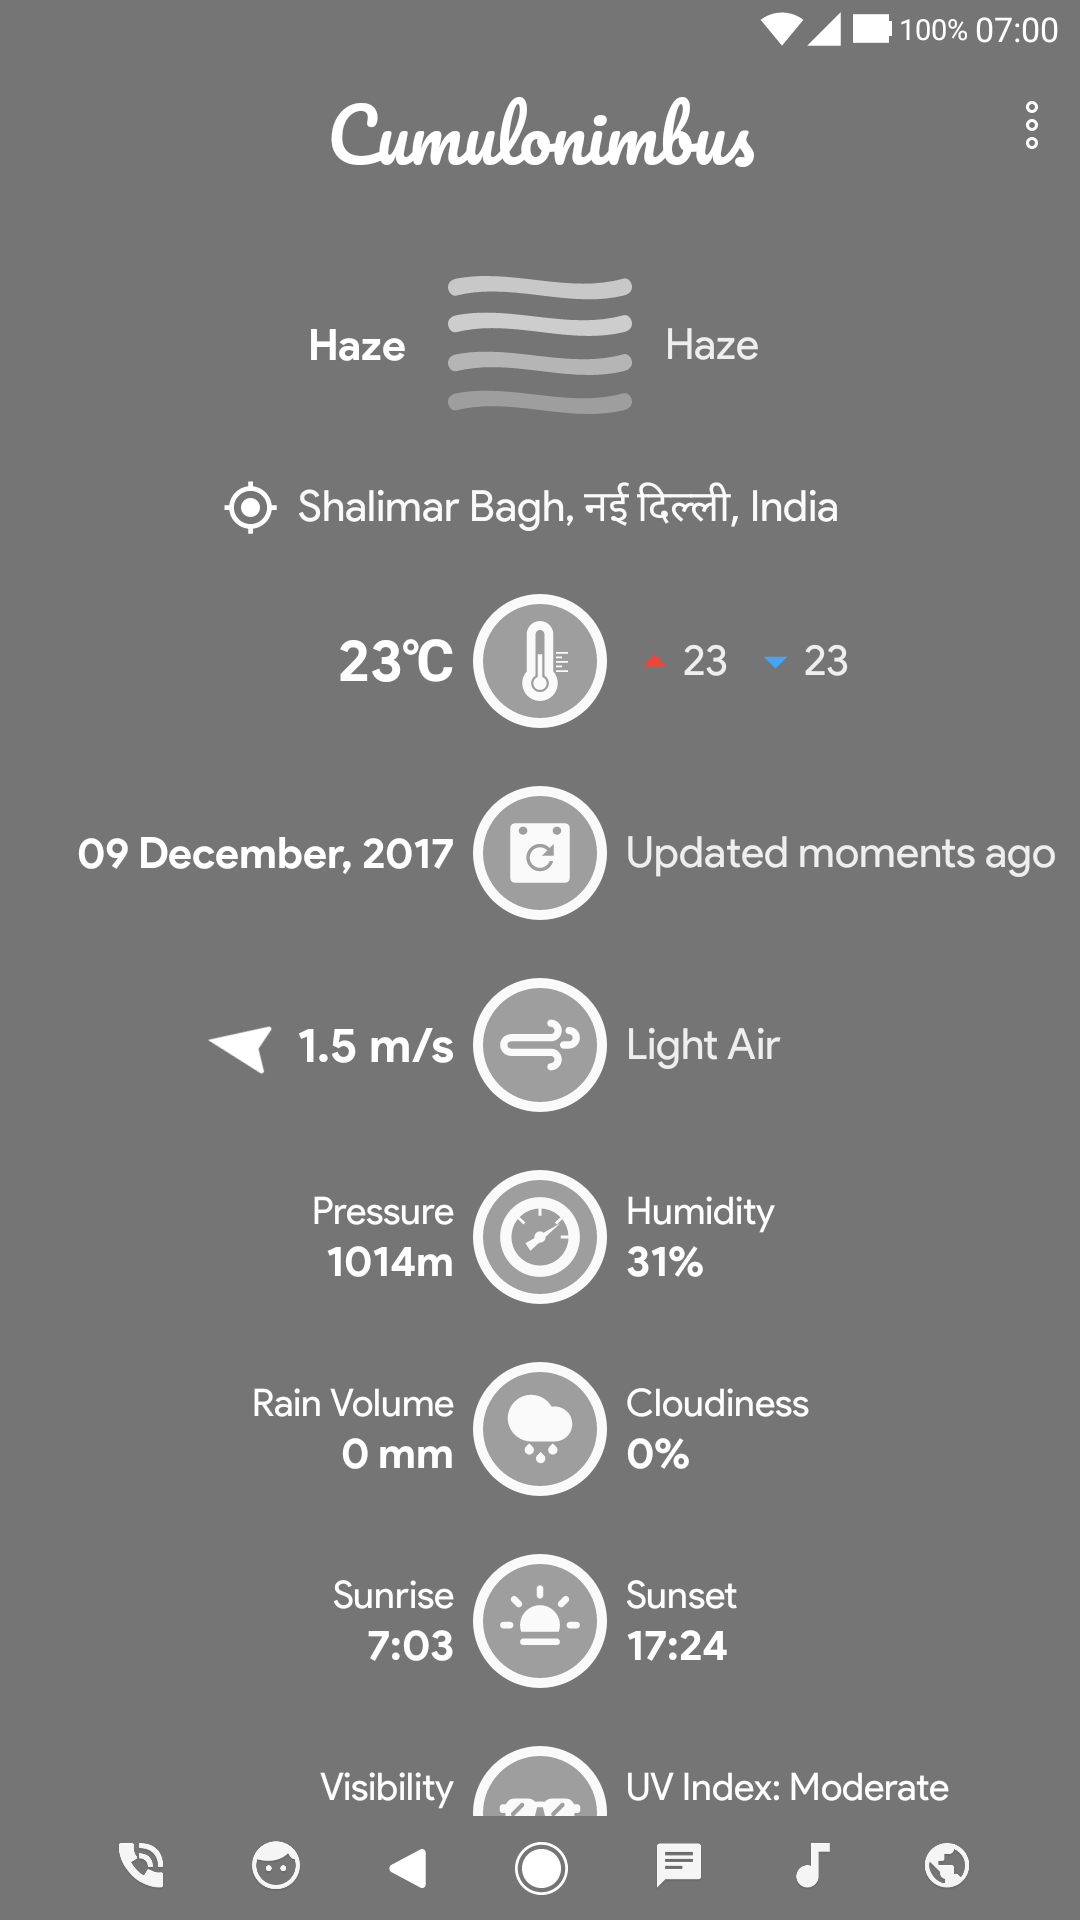 100% 07:00
Cumulonimbus
Haze Haze
Shalimar Bagh, नई दिल्ली, India
23°C 23 23
09 December, 2017 Updated moments ago
1.5 m/s Light Air
Pressure Humidity
1014m 31%
Rain Volume Cloudiness
0 mm 0%
Sunrise Sunset
7:03 17:24
Visibility UV Index: Moderate